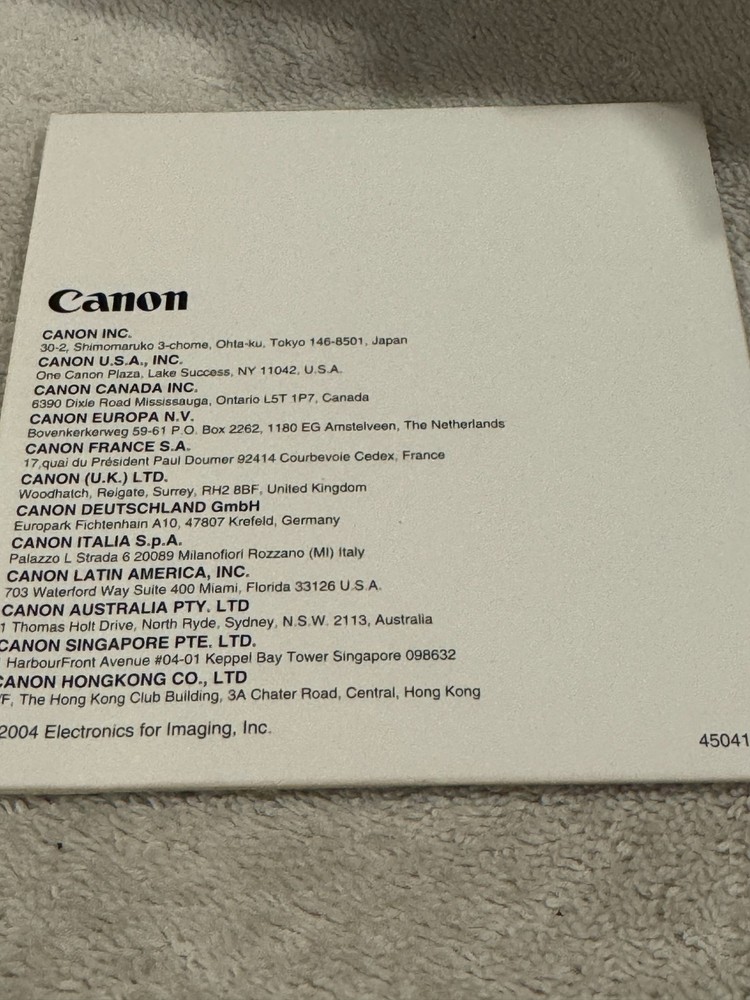 Canon
CANON INC.
30-2, Shimomaruko 3-chome, Ohta-ku, Tokyo 146-8501, Japan
CANON U.S.A., INC.
One Canon Plaza, Lake Success, NY 11042, U.S.A.
CANON CANADA INC.
6390 Dixie Road Mississauga, Ontario L5T 1P7, Canada
CANON EUROPA N.V.
Bovenkerkerweg 59-61 P.O. Box 2262, 1180 EG Amstelveen, The Netherlands
CANON FRANCE S.A.
17,quai du Président Paul Doumer 92414 Courbevoie Cedex, France
CANON (U.K.) LTD.
Woodhatch, Reigate, Surrey, RH2 8BF, United Kingdom
CANON DEUTSCHLAND GmbH
Europark Fichtenhain A10, 47807 Krefeld, Germany
CANON ITALIA S.p.A.
Palazzo L Strada 6 20089 Milanofiori Rozzano (MI) Italy
CANON LATIN AMERICA, INC.
703 Waterford Way Suite 400 Miami, Florida 33126 U.S.A.
CANON AUSTRALIA PTY. LTD
1 Thomas Holt Drive, North Ryde, Sydney, N.S.W. 2113, Australia
CANON SINGAPORE PTE. LTD.
HarbourFront Avenue #04-01 Keppel Bay Tower Singapore 098632
CANON HONGKONG CO., LTD
/F, The Hong Kong Club Building, 3A Chater Road, Central, Hong Kong
2004 Electronics for Imaging, Inc.
45041